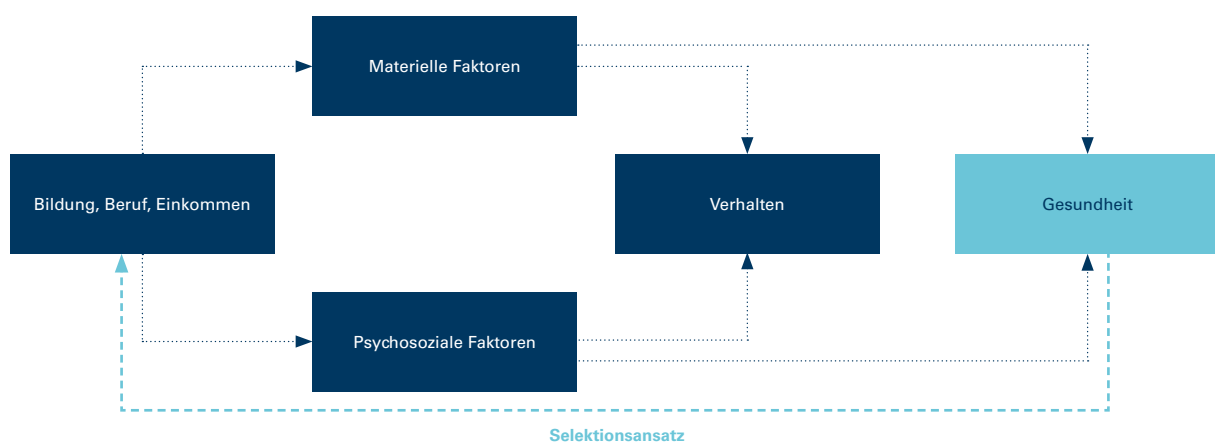 Materielle Faktoren
Bildung, Beruf, Einkommen
Verhalten
Gesundheit
Psychosoziale Faktoren
Selektionsansatz